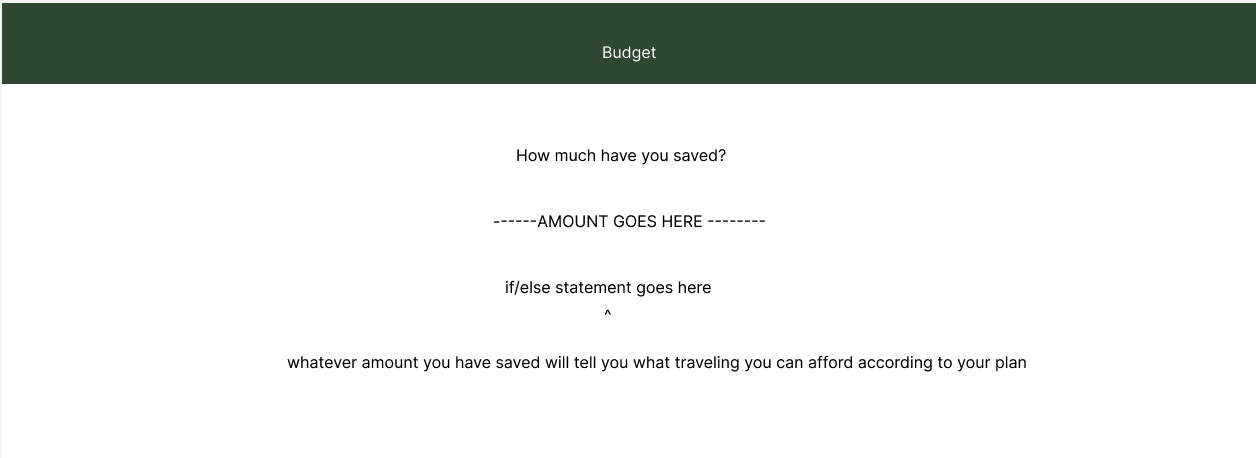 Budget
How much have you saved?
------AMOUNT GOES HERE --------
if/else statement goes here
^
whatever amount you have saved will tell you what traveling you can afford according to your plan